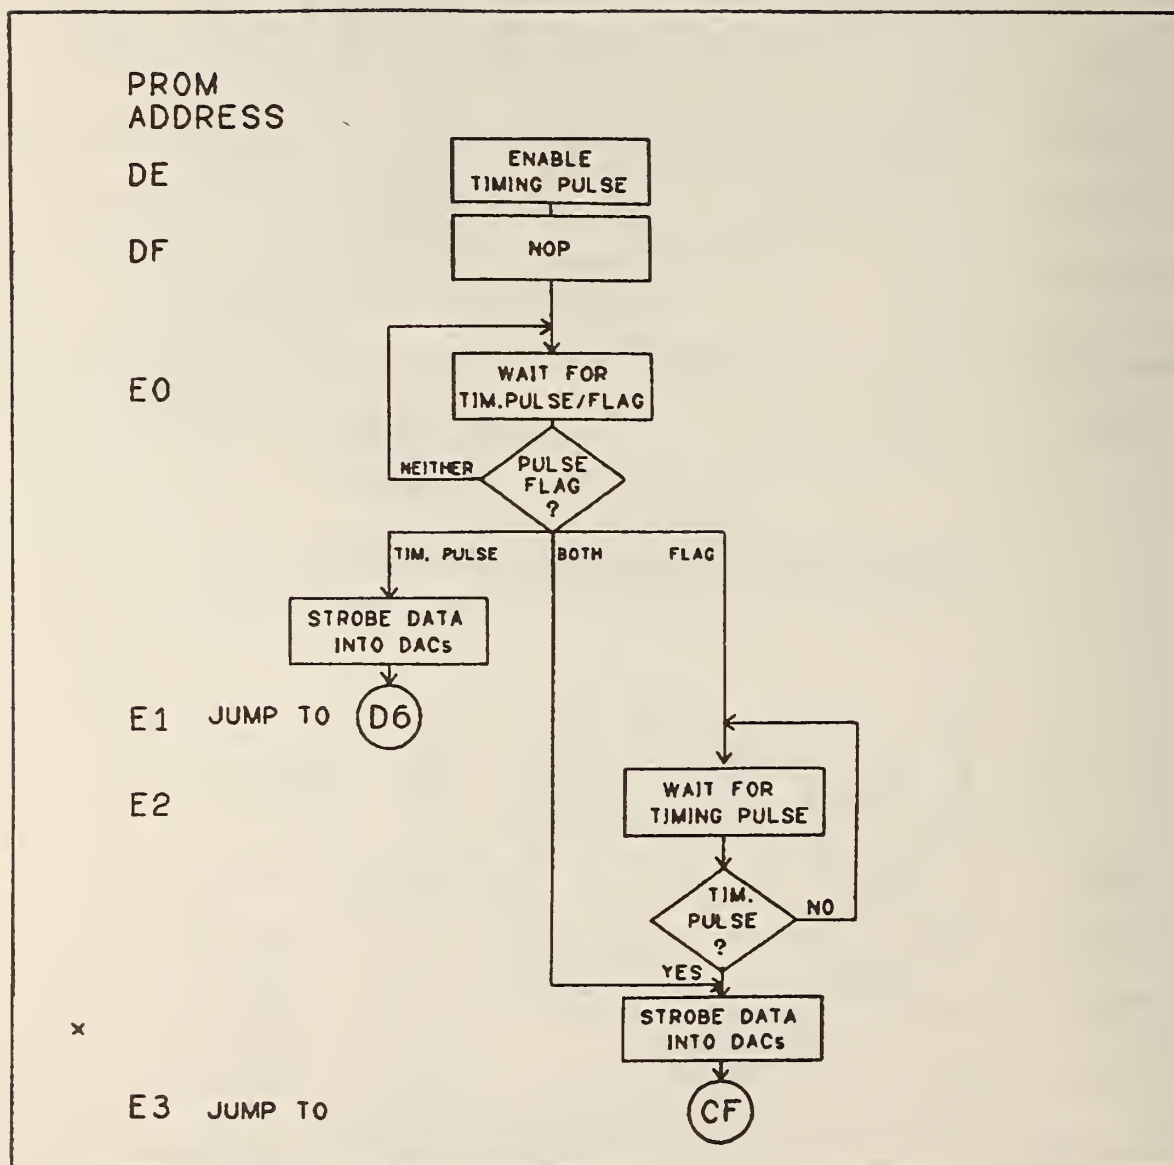 PROM
ADDRESS
DE
ENABLE
TIMING PULSE
DF
NOP
E0
WAIT FOR
TIM.PULSE/FLAG
NEITHER
PULSE
FLAG
?
TIM. PULSE
BOTH
FLAG
STROBE DATA
INTO DACs
E1 JUMP TO D6
E2
WAIT FOR
TIMING PULSE
TIM.
PULSE
?
NO
YES
STROBE DATA
INTO DACs
x
E3 JUMP TO CF